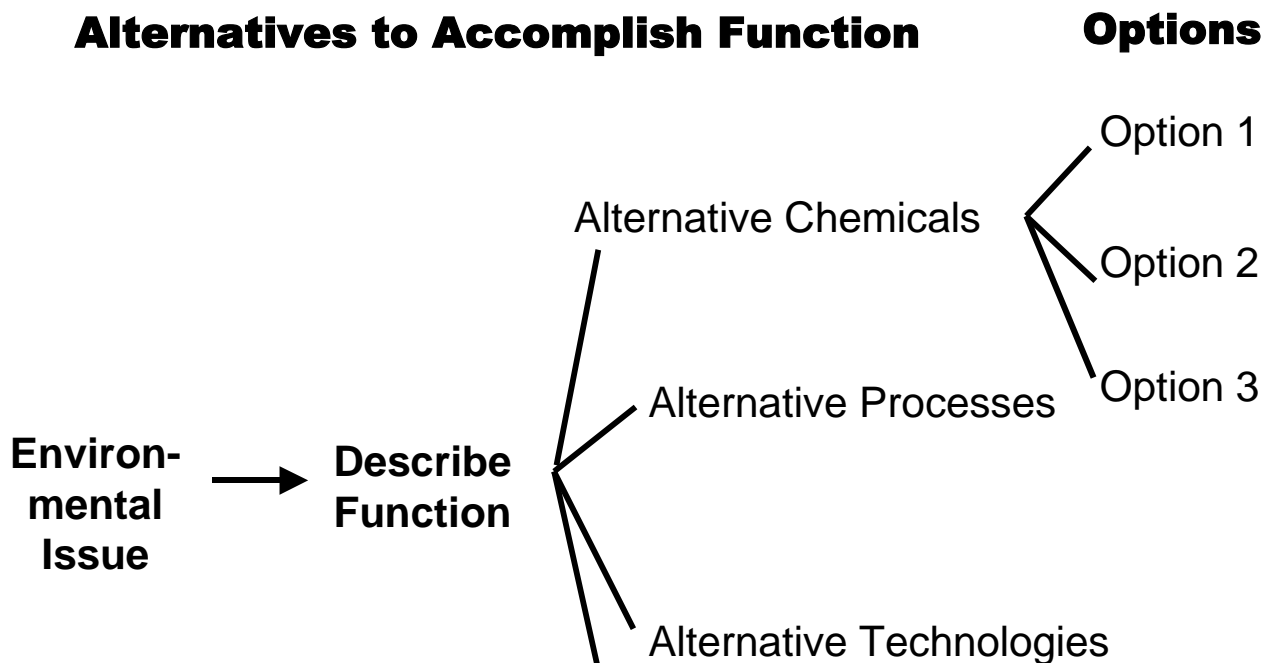 Alternatives to Accomplish Function
Options
Option 1
Alternative Chemicals
Option 2
Option 3
Alternative Processes
Environ-
mental
Issue
Describe
Function
Alternative Technologies